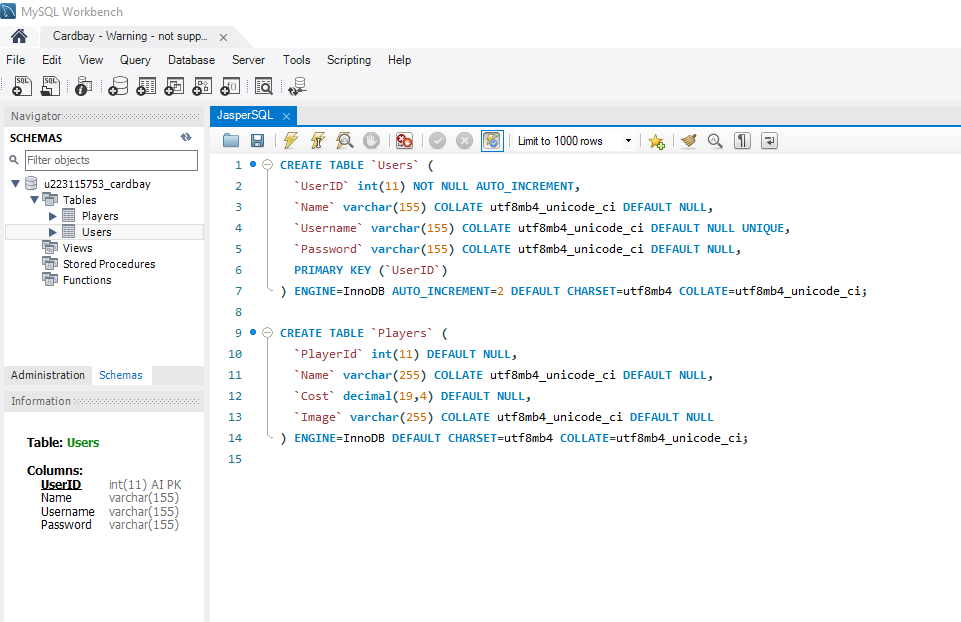 MySQL Workbench
Cardbay - Warning - not supp...
File Edit View Query Database Server Tools Scripting Help
Navigator
SCHEMAS
Filter objects
u223115753_cardbay
Tables
Players
Users
Views
Stored Procedures
Functions
Administration Schemas
Information
Table: Users
Columns:
UserID int(11) AI PK
Name varchar(155)
Username varchar(155)
Password varchar(155)
JasperSQL
Limit to 1000 rows
1 CREATE TABLE `Users` (
2 `UserID` int(11) NOT NULL AUTO_INCREMENT,
3 `Name` varchar(155) COLLATE utf8mb4_unicode_ci DEFAULT NULL,
4 `Username` varchar(155) COLLATE utf8mb4_unicode_ci DEFAULT NULL UNIQUE,
5 `Password` varchar(155) COLLATE utf8mb4_unicode_ci DEFAULT NULL,
6 PRIMARY KEY (`UserID`)
7 ) ENGINE=InnoDB AUTO_INCREMENT=2 DEFAULT CHARSET=utf8mb4 COLLATE=utf8mb4_unicode_ci;
8
9 CREATE TABLE `Players` (
10 `PlayerId` int(11) DEFAULT NULL,
11 `Name` varchar(255) COLLATE utf8mb4_unicode_ci DEFAULT NULL,
12 `Cost` decimal(19,4) DEFAULT NULL,
13 `Image` varchar(255) COLLATE utf8mb4_unicode_ci DEFAULT NULL
14 ) ENGINE=InnoDB DEFAULT CHARSET=utf8mb4 COLLATE=utf8mb4_unicode_ci;
15